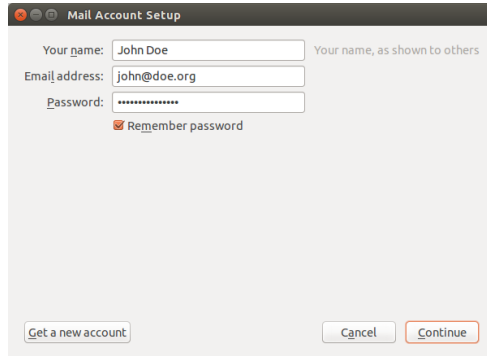 Mail Account Setup
Your name: John Doe Your name, as shown to others
Email address: john@doe.org
Password: •••••••••••••••
Remember password
Get a new account Cancel Continue